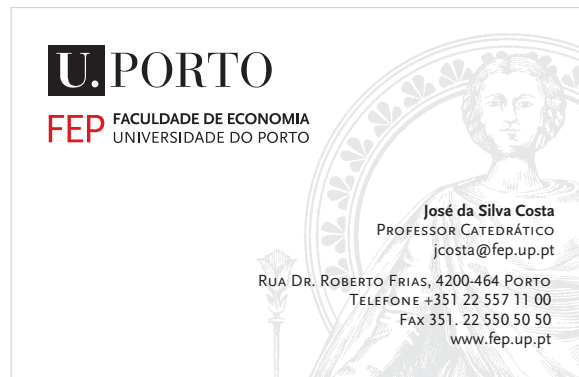 U. PORTO
FEP FACULDADE DE ECONOMIA
UNIVERSIDADE DO PORTO
José da Silva Costa
Professor Catedrático
jcosta@fep.up.pt
Rua Dr. Roberto Frias, 4200-464 Porto
Telefone +351 22 557 11 00
Fax 351. 22 550 50 50
www.fep.up.pt